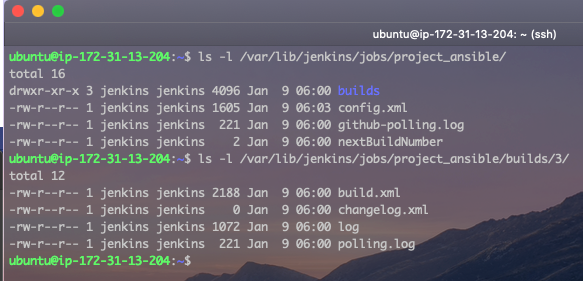 ubuntu@ip-172-31-13-204: ~ (ssh)
ubuntu@ip-172-31-13-204:~$ ls -l /var/lib/jenkins/jobs/project_ansible/
total 16
drwxr-xr-x 3 jenkins jenkins 4096 Jan  9 06:00 builds
-rw-r--r-- 1 jenkins jenkins 1605 Jan  9 06:03 config.xml
-rw-r--r-- 1 jenkins jenkins  221 Jan  9 06:00 github-polling.log
-rw-r--r-- 1 jenkins jenkins    2 Jan  9 06:00 nextBuildNumber
ubuntu@ip-172-31-13-204:~$ ls -l /var/lib/jenkins/jobs/project_ansible/builds/3/
total 12
-rw-r--r-- 1 jenkins jenkins 2188 Jan  9 06:00 build.xml
-rw-r--r-- 1 jenkins jenkins    0 Jan  9 06:00 changelog.xml
-rw-r--r-- 1 jenkins jenkins 1072 Jan  9 06:00 log
-rw-r--r-- 1 jenkins jenkins  221 Jan  9 06:00 polling.log
ubuntu@ip-172-31-13-204:~$